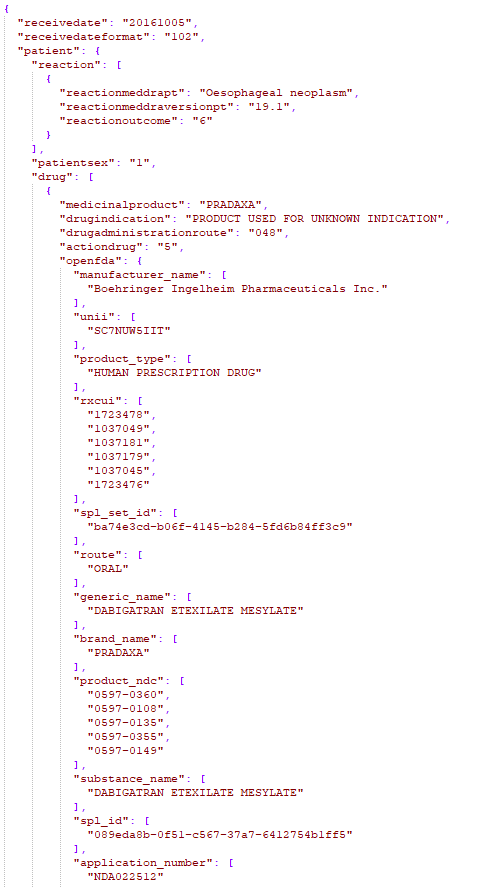 {
"receivedate": "20161005",
"receivedateformat": "102",
"patient": {
"reaction": [
{
"reactionmeddrapt": "Oesophageal neoplasm",
"reactionmeddraversionpt": "19.1",
"reactionoutcome": "6"
}
],
"patientsex": "1",
"drug": [
{
"medicinalproduct": "PRADAXA",
"drugindication": "PRODUCT USED FOR UNKNOWN INDICATION",
"drugadministrationroute": "048",
"actiondrug": "5",
"openfda": {
"manufacturer_name": [
"Boehringer Ingelheim Pharmaceuticals Inc."
],
"unii": [
"SC7NUW5IIT"
],
"product_type": [
"HUMAN PRESCRIPTION DRUG"
],
"rxcui": [
"1723478",
"1037049",
"1037181",
"1037179",
"1037045",
"1723476"
],
"spl_set_id": [
"ba74e3cd-b06f-4145-b284-5fd6b84ff3c9"
],
"route": [
"ORAL"
],
"generic_name": [
"DABIGATRAN ETEXILATE MESYLATE"
],
"brand_name": [
"PRADAXA"
],
"product_ndc": [
"0597-0360",
"0597-0108",
"0597-0135",
"0597-0355",
"0597-0149"
],
"substance_name": [
"DABIGATRAN ETEXILATE MESYLATE"
],
"spl_id": [
"089eda8b-0f51-c567-37a7-6412754b1ff5"
],
"application_number": [
"NDA022512"